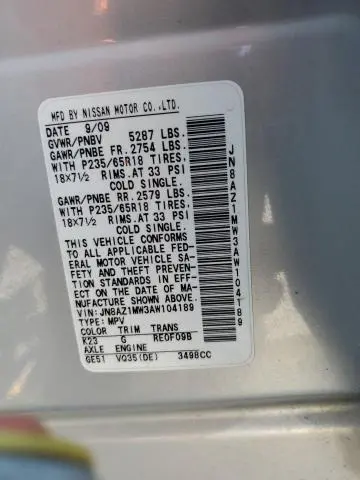 MFD BY NISSAN MOTOR CO.,LTD.
DATE 9/09
GVWR/PNBV 5287 LBS.
GAWR/PNBE FR. 2754 LBS.
WITH P235/65R18 TIRES,
18×7½ RIMS.AT 33 PSI
COLD SINGLE.
GAWR/PNBE RR. 2579 LBS.
WITH P235/65R18 TIRES,
18×7½ RIMS.AT 33 PSI
COLD SINGLE.
THIS VEHICLE CONFORMS
TO ALL APPLICABLE FED-
ERAL MOTOR VEHICLE SA-
FETY AND THEFT PREVEN-
TION STANDARDS IN EFF-
ECT ON THE DATE OF MA-
NUFACTURE SHOWN ABOVE.
VIN: JN8AZ1MW3AW104189
TYPE: MPV
COLOR TRIM TRANS
K23 G RE0F09B
AXLE ENGINE
GE51 VQ35(DE) 3498CC
JN8AZ1MW3AW104189